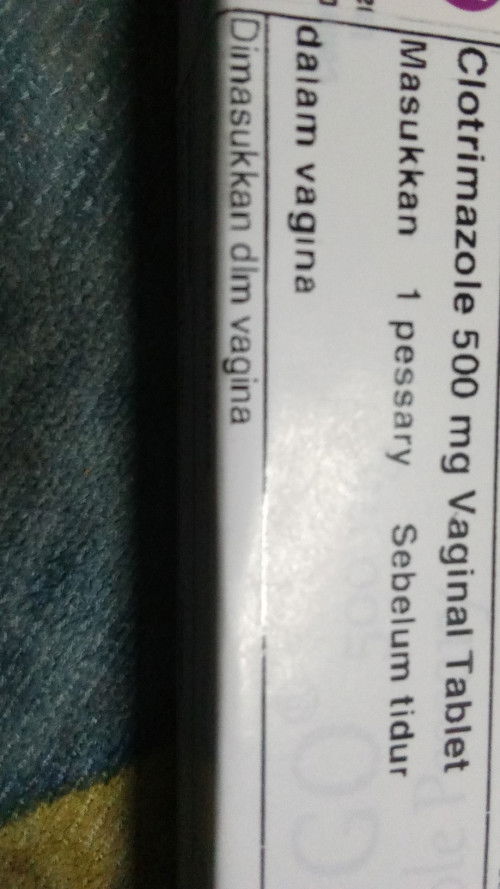 Clotrimazole 500 mg Vaginal Tablet
Masukkan 1 pessary Sebelum tidur
dalam vagina
Dimasukkan dlm vagina